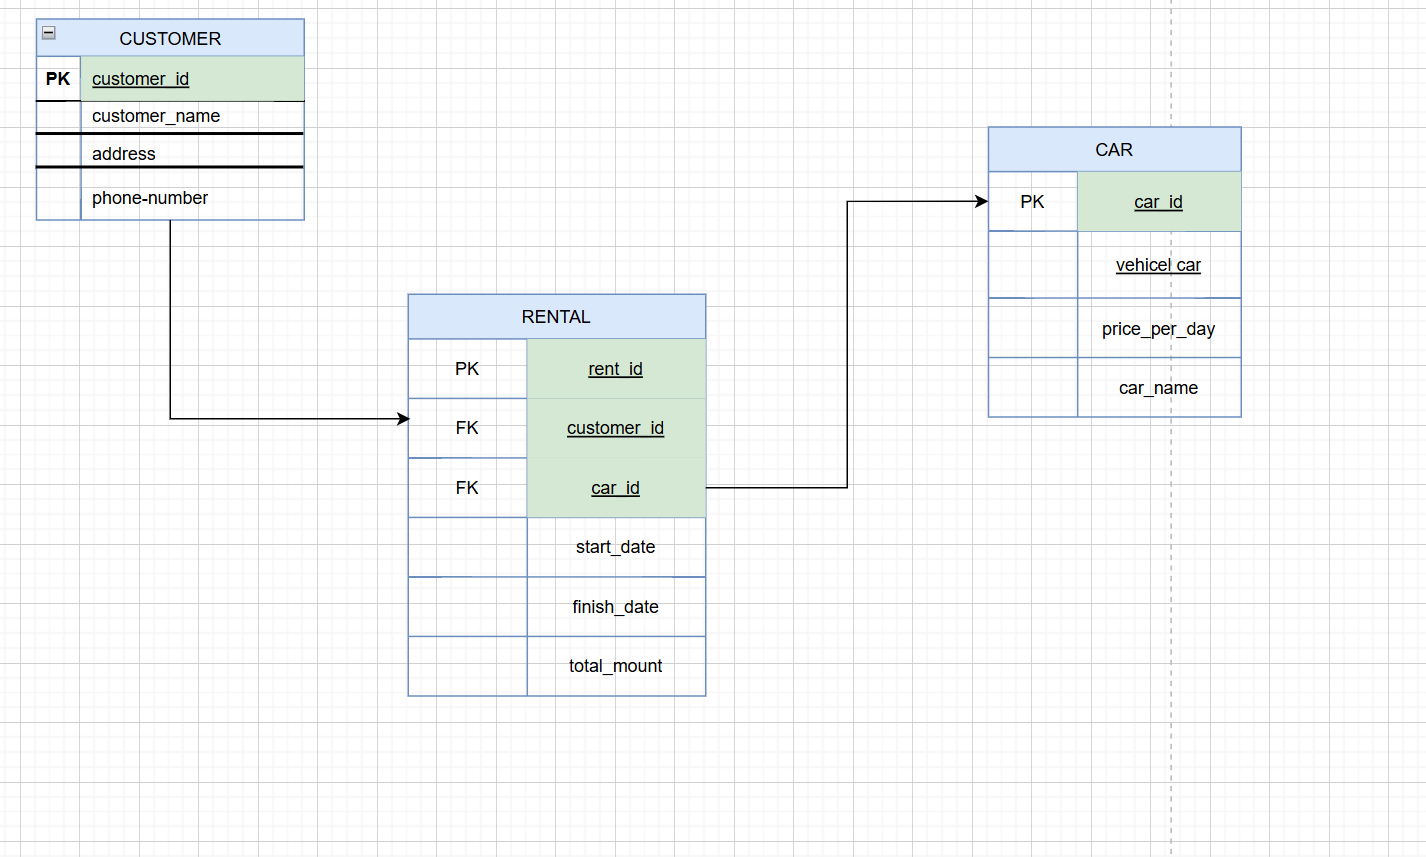 CUSTOMER
PK customer_id
customer_name
address
phone-number
RENTAL
PK rent_id
FK customer_id
FK car_id
start_date
finish_date
total_mount
CAR
PK car_id
vehicel car
price_per_day
car_name